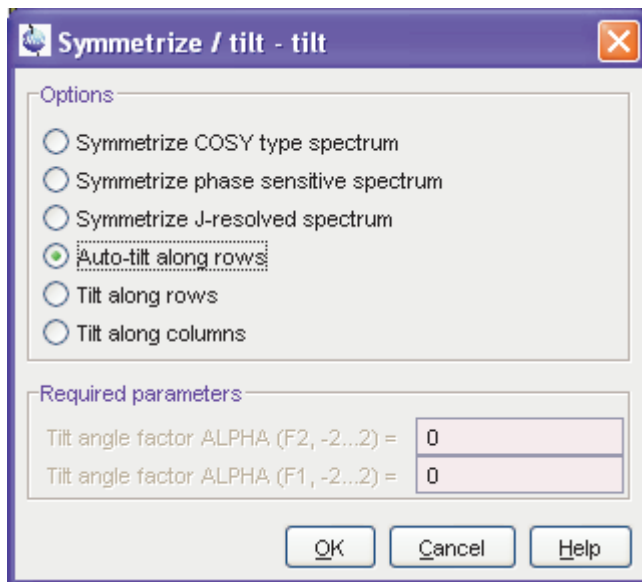 Symmetrize / tilt - tilt
Options
Symmetrize COSY type spectrum
Symmetrize phase sensitive spectrum
Symmetrize J-resolved spectrum
Auto-tilt along rows
Tilt along rows
Tilt along columns
Required parameters
Tilt angle factor ALPHA (F2, -2...2) = 0
Tilt angle factor ALPHA (F1, -2...2) = 0
OK Cancel Help